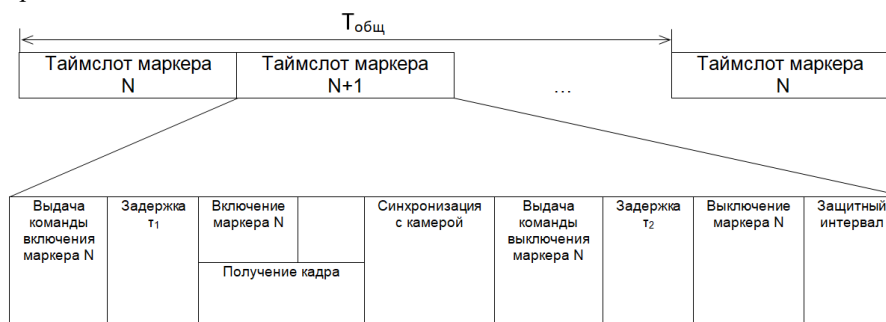 Tобщ
Таймслот маркера
N
Таймслот маркера
N+1
...
Таймслот маркера
N
Выдача
команды
включения
маркера N
Задержка
τ1
Включение
маркера N
Получение кадра
Синхронизация
с камерой
Выдача
команды
выключения
маркера N
Задержка
τ2
Выключение
маркера N
Защитный
интервал